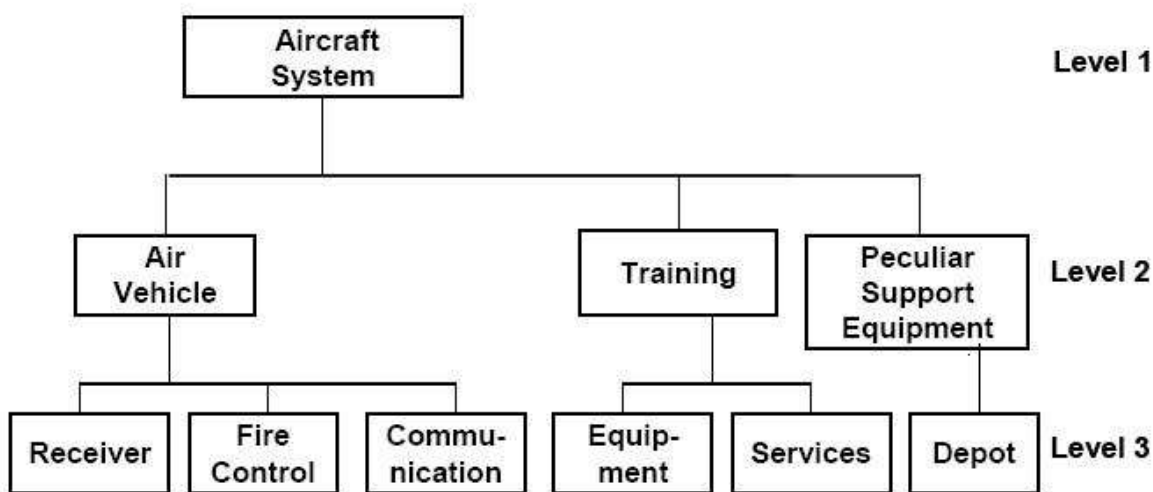 Aircraft
System
Level 1
Air
Vehicle
Training
Peculiar
Support
Equipment
Level 2
Receiver
Fire
Control
Commu-
nication
Equip-
ment
Services
Depot
Level 3